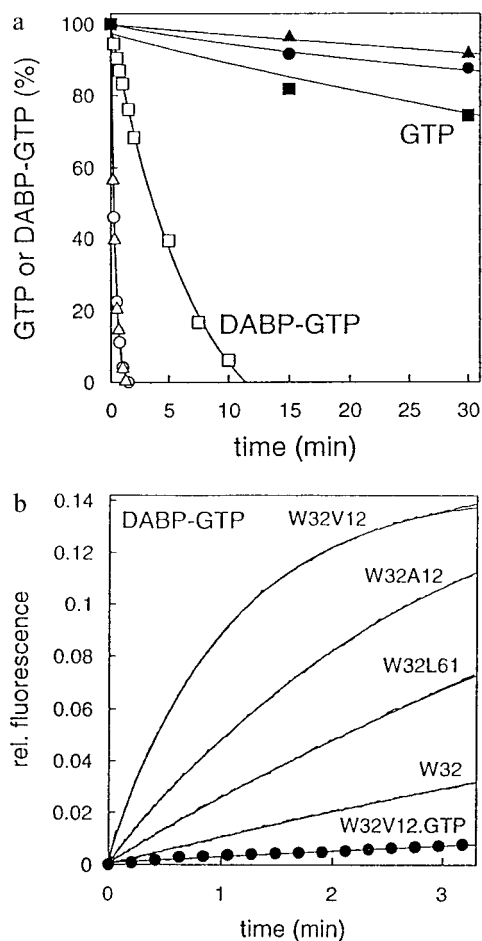 a
GTP or DABP-GTP (%)
100
80
60
40
20
0
GTP
DABP-GTP
0 5 10 15 20 25 30
time (min)
b
rel. fluorescence
0.14
0.12
0.1
0.08
0.06
0.04
0.02
0
DABP-GTP
W32V12
W32A12
W32L61
W32
W32V12.GTP
0 1 2 3
time (min)